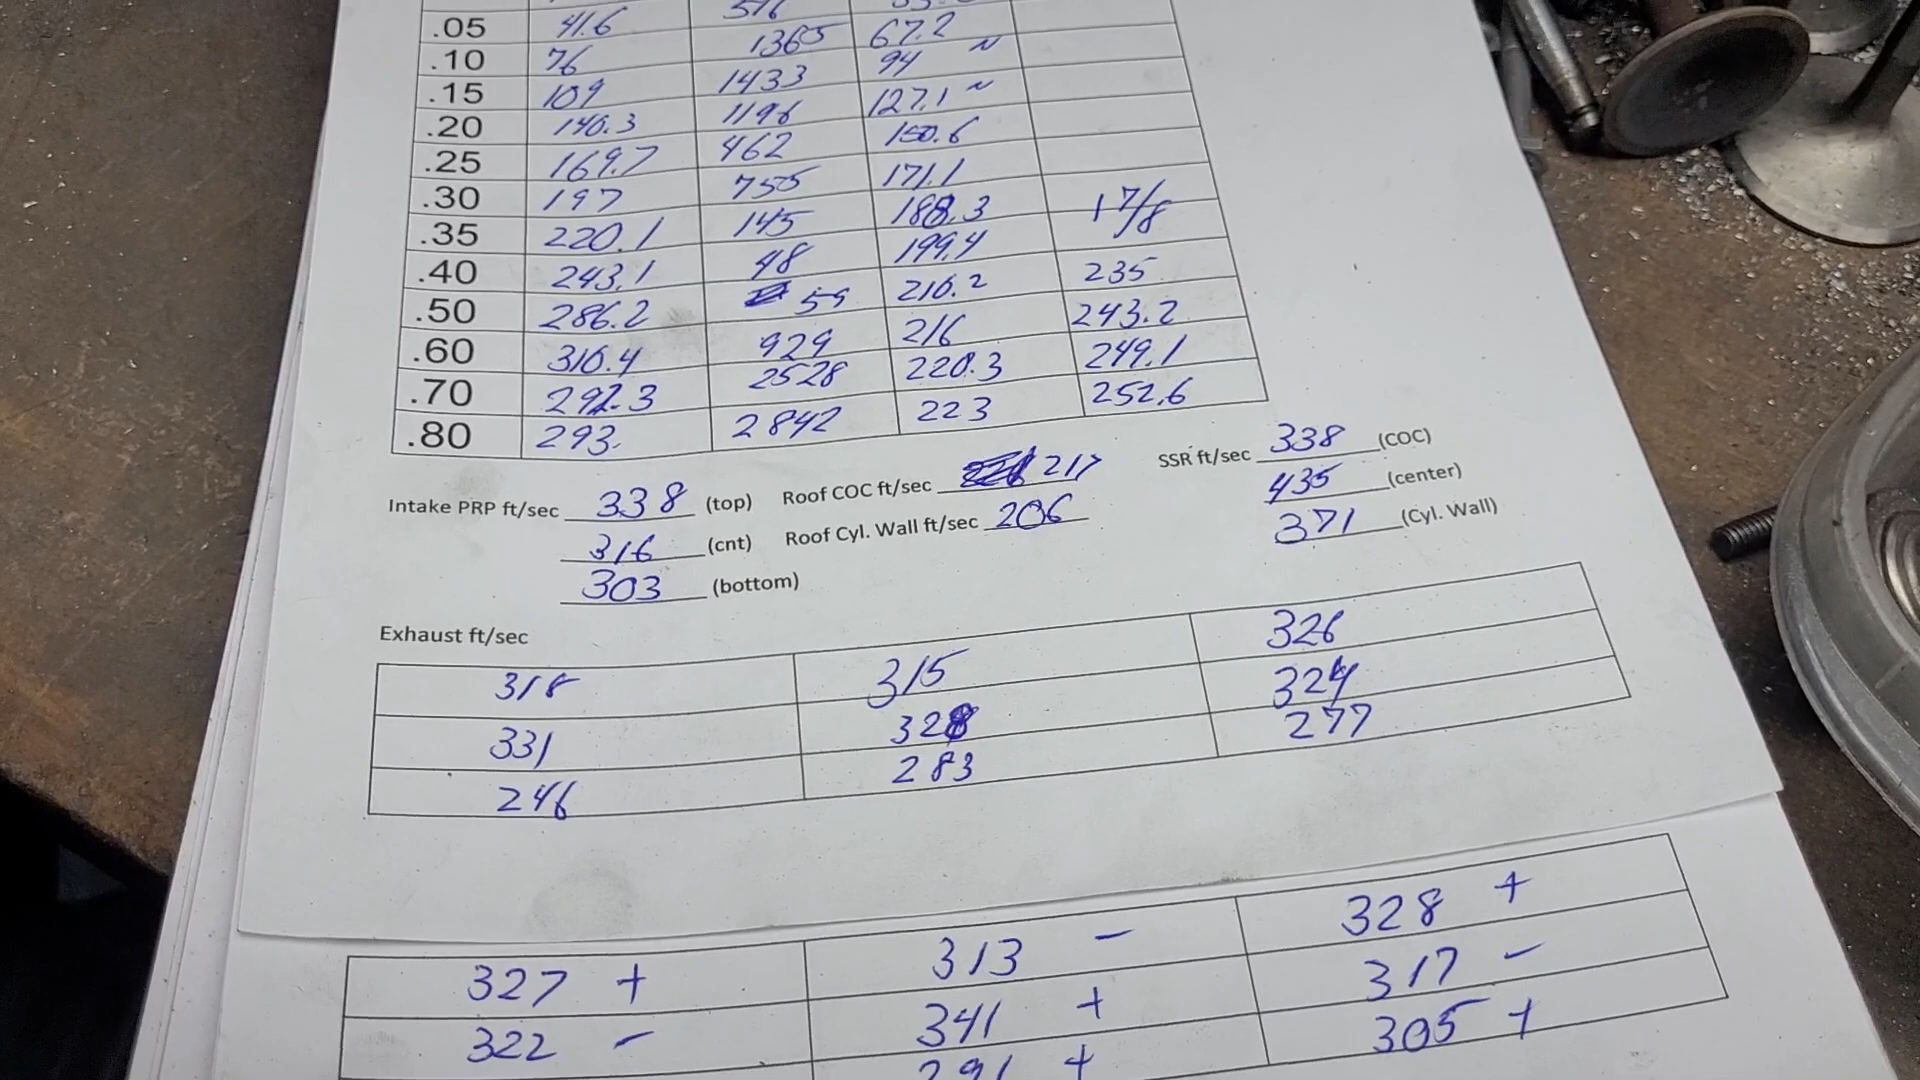 .05 41.6 516
.10 76 1365 67.2
.15 109 1433 94 ~
.20 140.3 1196 127.1 ~
.25 169.7 462 150.6
.30 197 755 171.1
.35 220.1 145 188.3 1 7/8
.40 243.1 48 199.4
.50 286.2 59 216.2 235
.60 310.4 929 216 243.2
.70 292.3 2528 220.3 249.1
.80 293. 2842 223 252.6
Intake PRP ft/sec 338 (top) Roof COC ft/sec 217 SSR ft/sec 338 (COC)
316 (cnt) Roof Cyl. Wall ft/sec 206 435 (center)
303 (bottom) 371 (Cyl. Wall)
Exhaust ft/sec
318 315 326
331 328 324
246 283 277
327 + 313 - 328 +
322 - 341 + 317 -
291 + 305 +